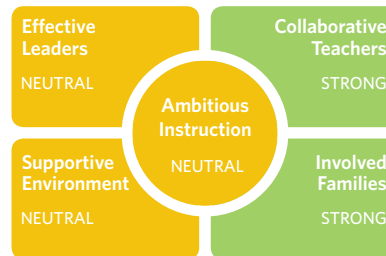 Effective
Leaders
NEUTRAL
Collaborative
Teachers
STRONG
Ambitious
Instruction
NEUTRAL
Supportive
Environment
NEUTRAL
Involved
Families
STRONG